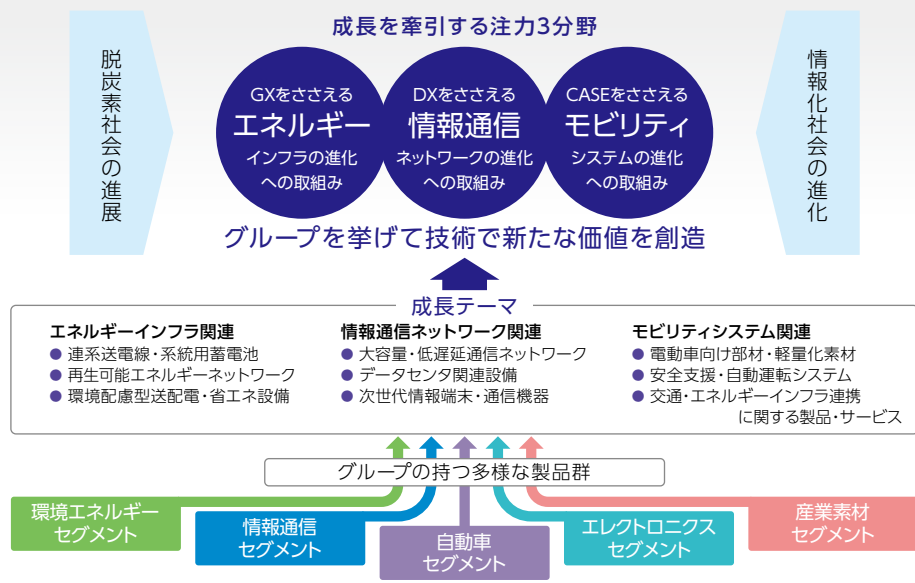 成長を牽引する注力3分野
脱炭素社会の進展
GXをささえる
エネルギー
インフラの進化
への取組み
DXをささえる
情報通信
ネットワークの進化
への取組み
CASEをささえる
モビリティ
システムの進化
への取組み
情報化社会の進化
グループを挙げて技術で新たな価値を創造
成長テーマ
エネルギーインフラ関連
● 連系送電線・系統用蓄電池
● 再生可能エネルギーネットワーク
● 環境配慮型送配電・省エネ設備
情報通信ネットワーク関連
● 大容量・低遅延通信ネットワーク
● データセンタ関連設備
● 次世代情報端末・通信機器
モビリティシステム関連
● 電動車向け部材・軽量化素材
● 安全支援・自動運転システム
● 交通・エネルギーインフラ連携
に関する製品・サービス
グループの持つ多様な製品群
環境エネルギー
セグメント
情報通信
セグメント
自動車
セグメント
エレクトロニクス
セグメント
産業素材
セグメント